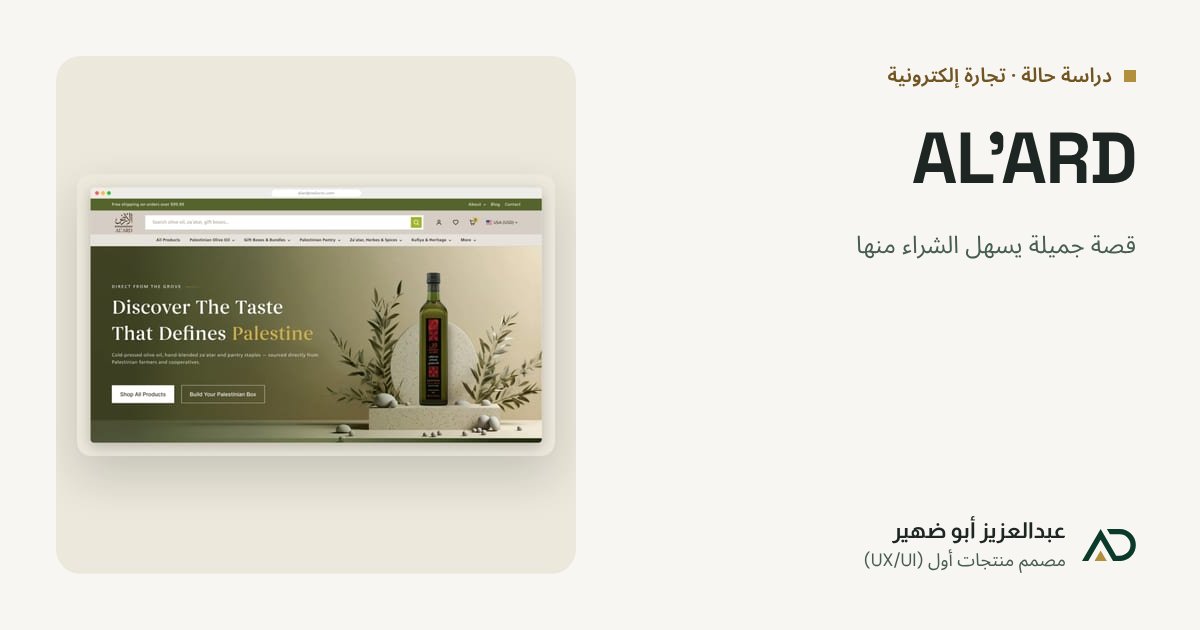 دراسة حالة · تجارة إلكترونية
AL’ARD
قصة جميلة يسهل الشراء منها
عبدالعزيز أبو ضهير
مصمم منتجات أول (UX/UI)
Free shipping on orders over $99.99
About
Blog
Contact
الأرض
AL'ARD
Search olive oil, za'atar, gift boxes...
USA (USD)
All Products
Palestinian Olive Oil
Gift Boxes & Bundles
Palestinian Pantry
Za'atar, Herbes & Spices
Kufiya & Heritage
More
DIRECT FROM THE GROVE
Discover The Taste
That Defines Palestine
Cold-pressed olive oil, hand-blended za'atar and pantry staples — sourced directly from
Palestinian farmers and cooperatives.
Shop All Products
Build Your Palestinian Box